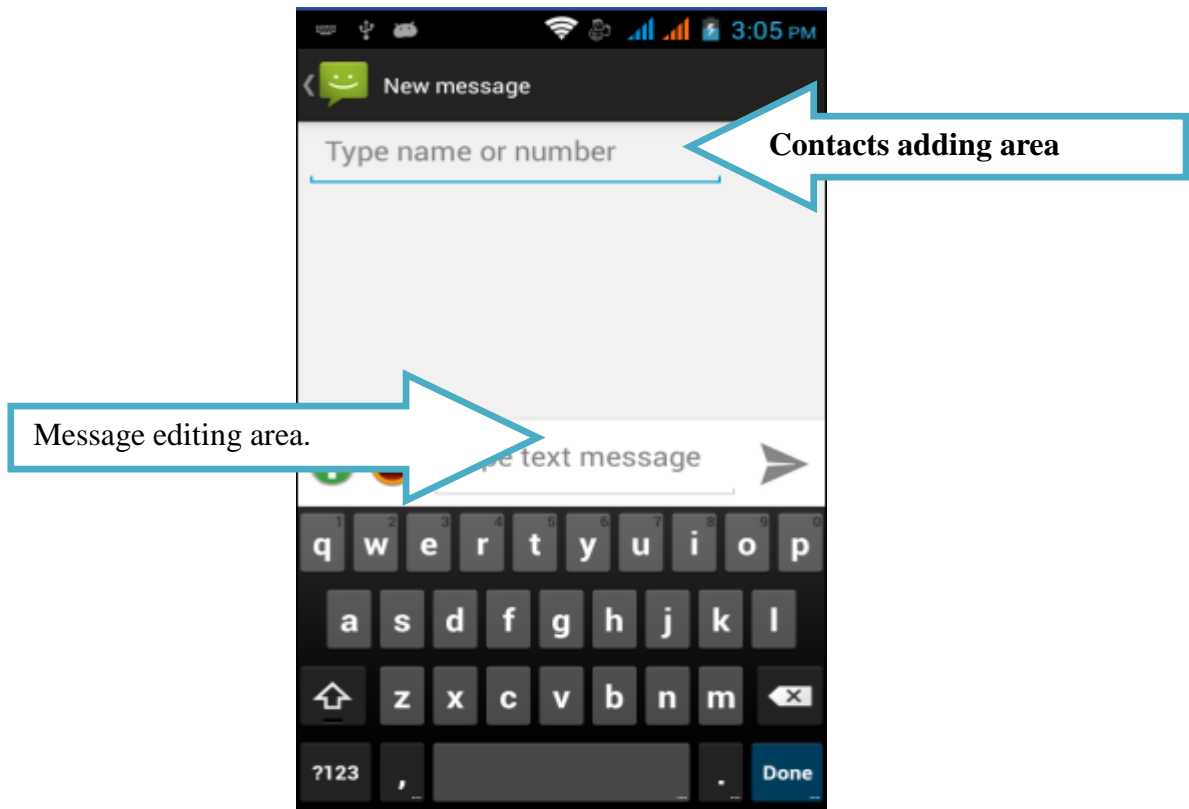 3:05 PM
New message
Type name or number
Contacts adding area
Message editing area.
text message
1 2 3 4 5 6 7 8 9 0
q w e r t y u i o p
a s d f g h j k l
z x c v b n m
?123 , . Done